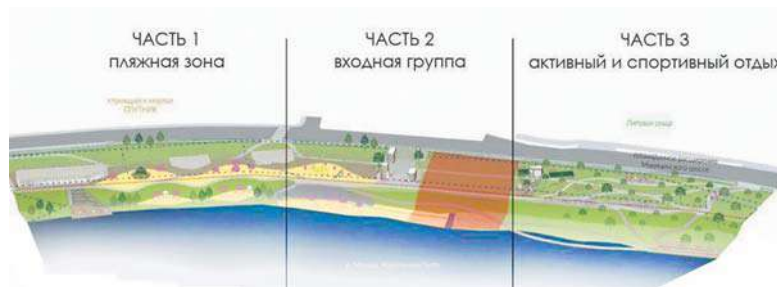 ЧАСТЬ 1
пляжная зона
ЧАСТЬ 2
входная группа
ЧАСТЬ 3
активный и спортивный отдых